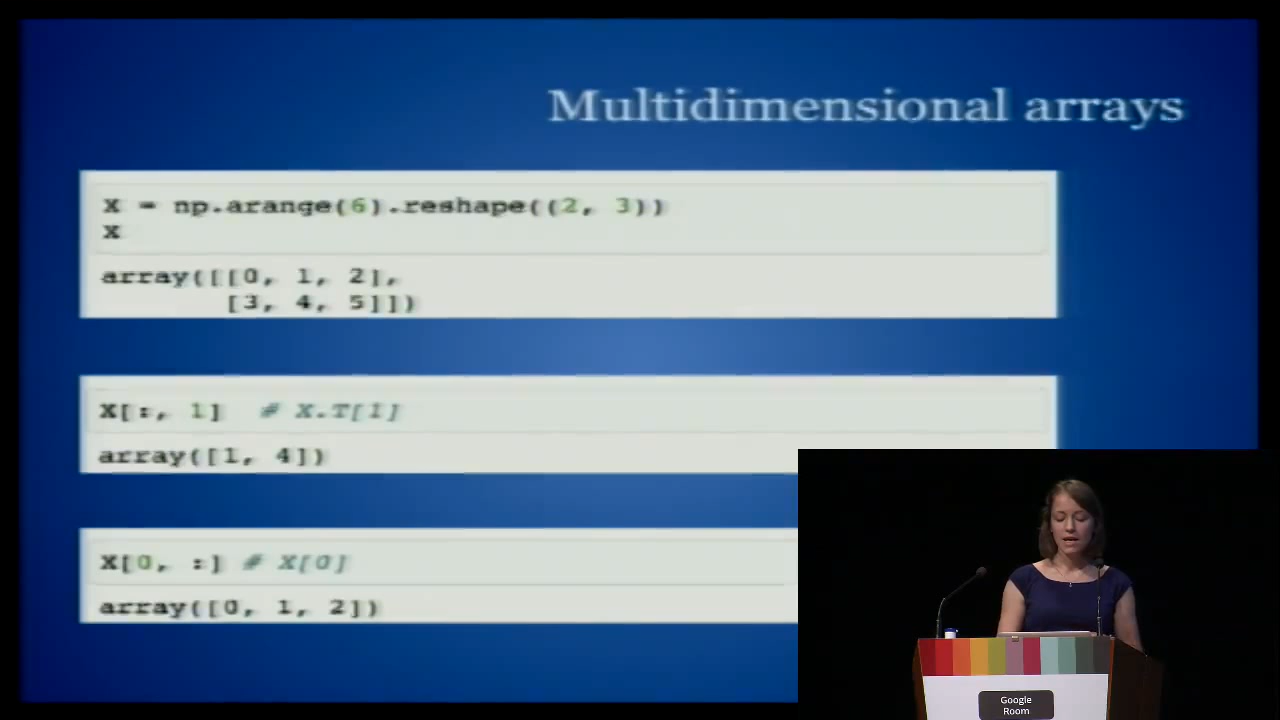 Multidimensional arrays
X = np.arange(6).reshape((2, 3))
X
array([[0, 1, 2],
[3, 4, 5]])
X[:, 1]  # X.T[1]
array([1, 4])
X[0, :] # X[0]
array([0, 1, 2])
Google
Room